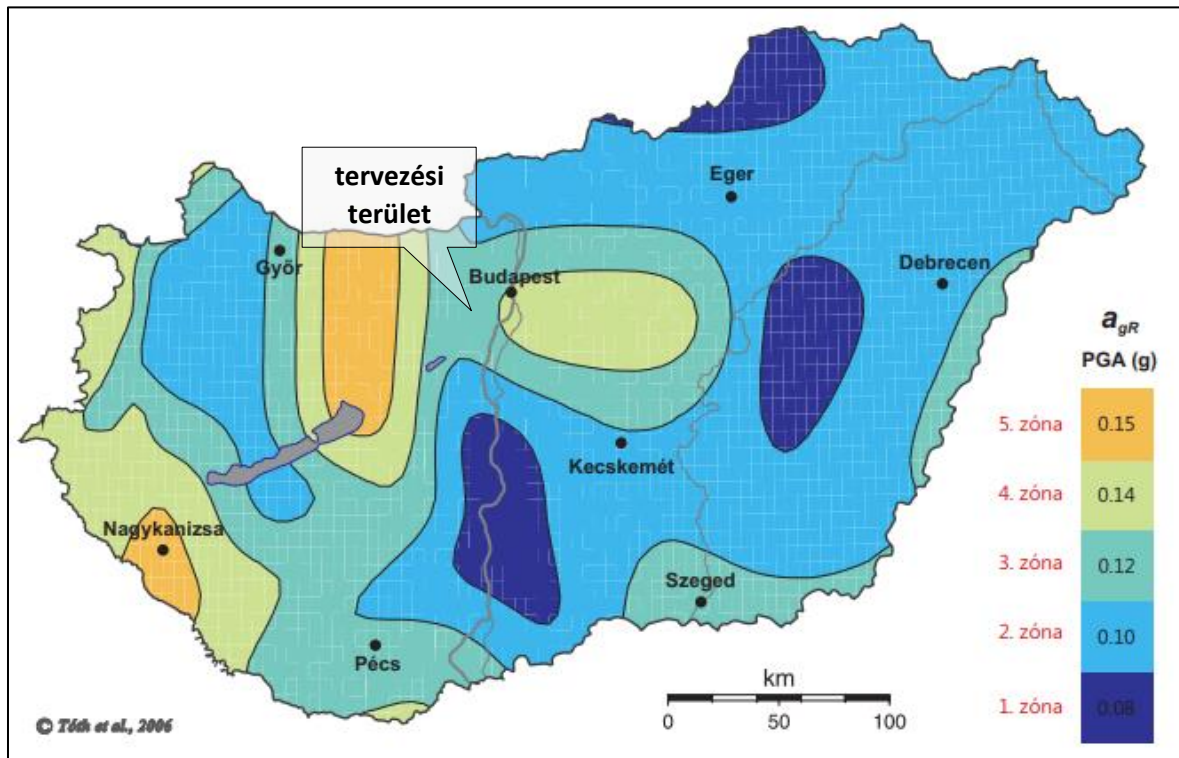 tervezési
terület
Eger
Győr
Budapest
Debrecen
a_gR
PGA (g)
5. zóna 0.15
Kecskemét
4. zóna 0.14
Nagykanizsa
3. zóna 0.12
Szeged
2. zóna 0.10
Pécs
km
1. zóna 0.08
0 50 100
© Tóth et al., 2006